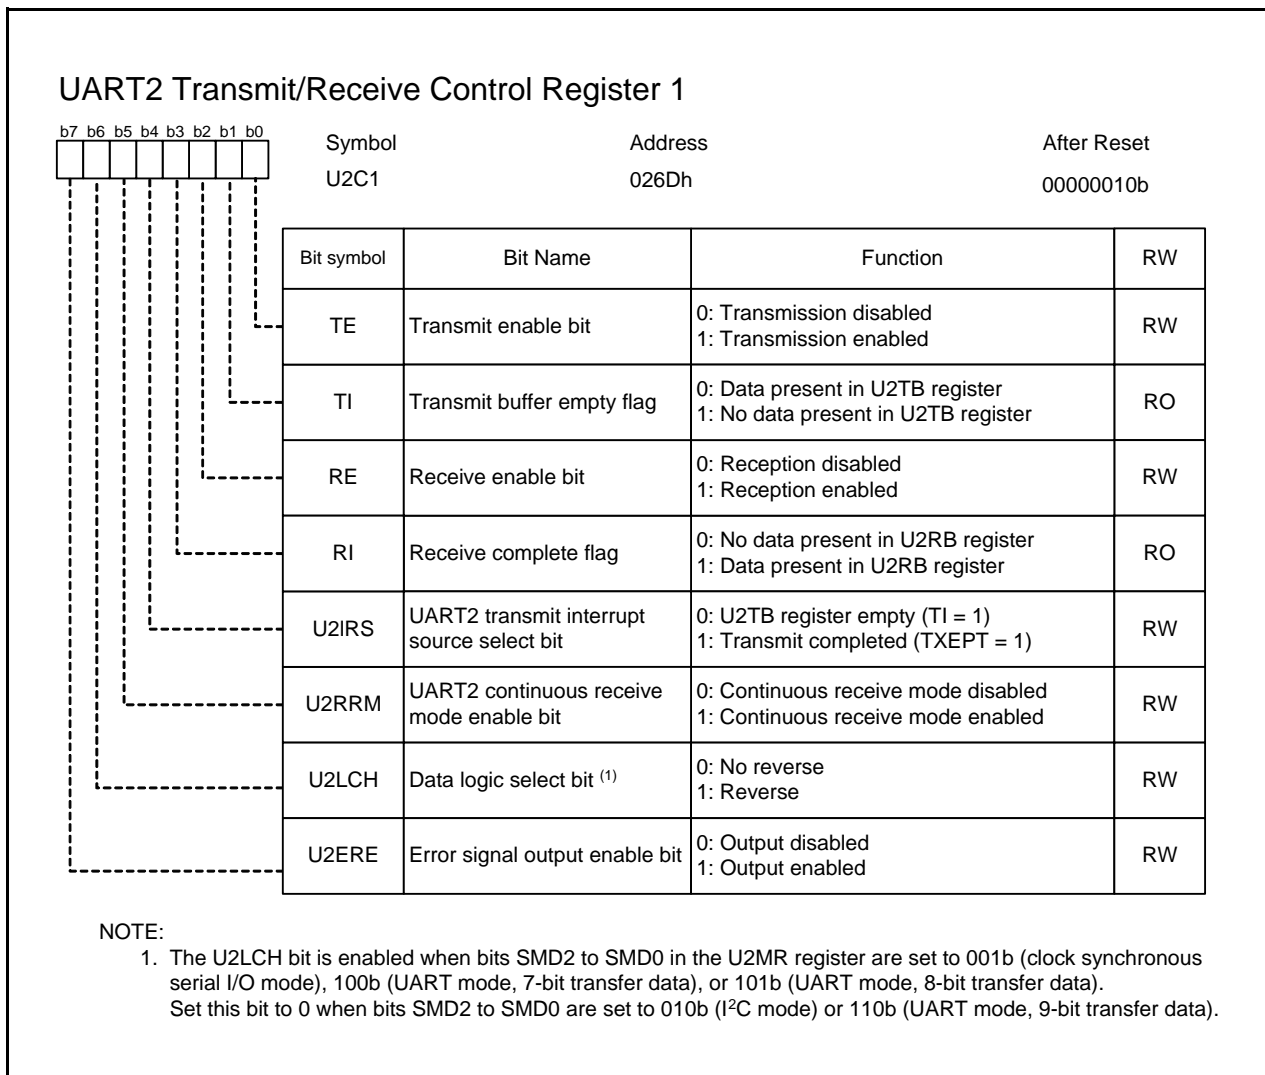 UART2 Transmit/Receive Control Register 1
b7 b6 b5 b4 b3 b2 b1 b0
Symbol Address After Reset
U2C1 026Dh 00000010b
Bit symbol Bit Name Function RW
TE Transmit enable bit 0: Transmission disabled RW
1: Transmission enabled
TI Transmit buffer empty flag 0: Data present in U2TB register RO
1: No data present in U2TB register
RE Receive enable bit 0: Reception disabled RW
1: Reception enabled
RI Receive complete flag 0: No data present in U2RB register RO
1: Data present in U2RB register
U2IRS UART2 transmit interrupt 0: U2TB register empty (TI = 1) RW
source select bit 1: Transmit completed (TXEPT = 1)
U2RRM UART2 continuous receive 0: Continuous receive mode disabled RW
mode enable bit 1: Continuous receive mode enabled
U2LCH Data logic select bit (1) 0: No reverse RW
1: Reverse
U2ERE Error signal output enable bit 0: Output disabled RW
1: Output enabled
NOTE:
1. The U2LCH bit is enabled when bits SMD2 to SMD0 in the U2MR register are set to 001b (clock synchronous
serial I/O mode), 100b (UART mode, 7-bit transfer data), or 101b (UART mode, 8-bit transfer data).
Set this bit to 0 when bits SMD2 to SMD0 are set to 010b (I²C mode) or 110b (UART mode, 9-bit transfer data).